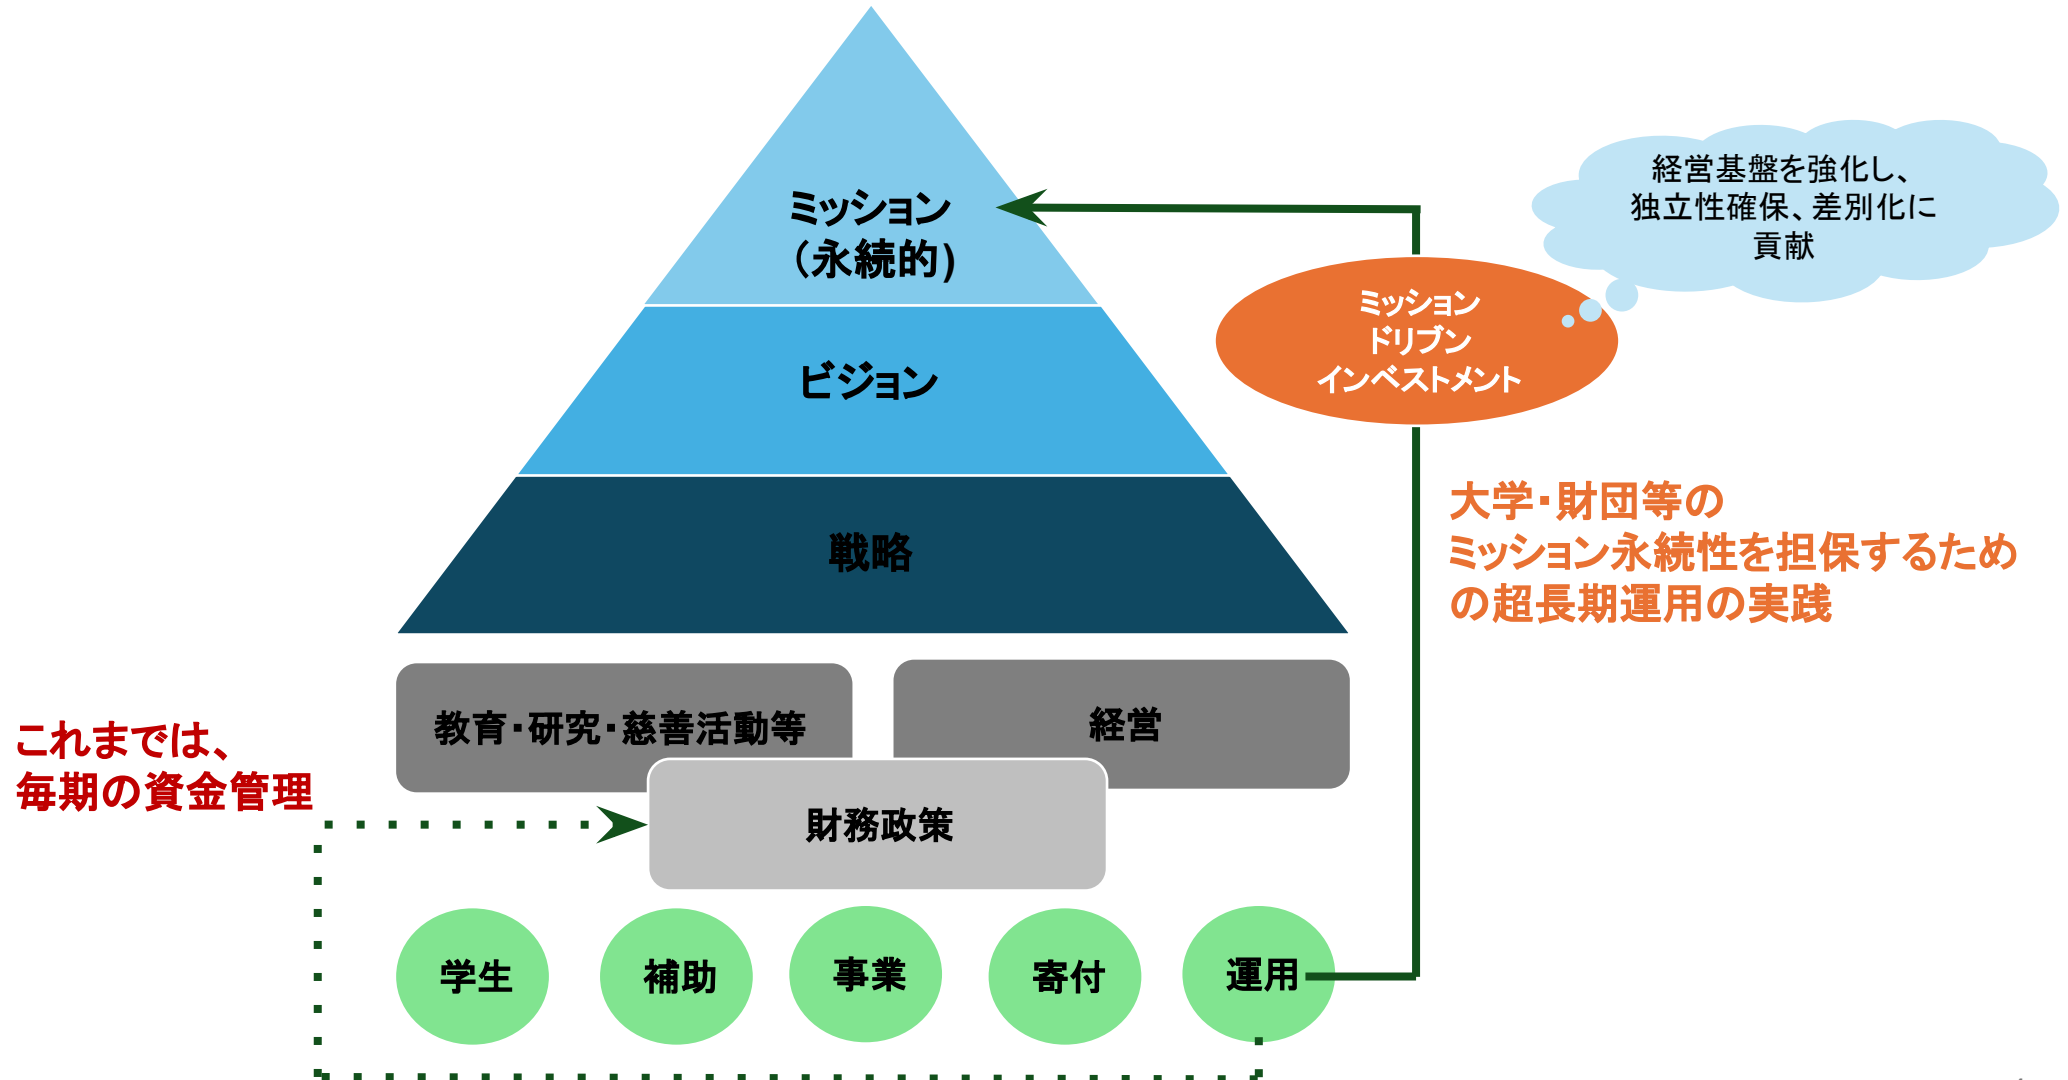 ミッション
（永続的)
ビジョン
戦略
経営基盤を強化し、
独立性確保、差別化に
貢献
ミッション
ドリブン
インベストメント
大学・財団等の
ミッション永続性を担保するため
の超長期運用の実践
これまでは、
毎期の資金管理
教育・研究・慈善活動等
経営
財務政策
学生
補助
事業
寄付
運用